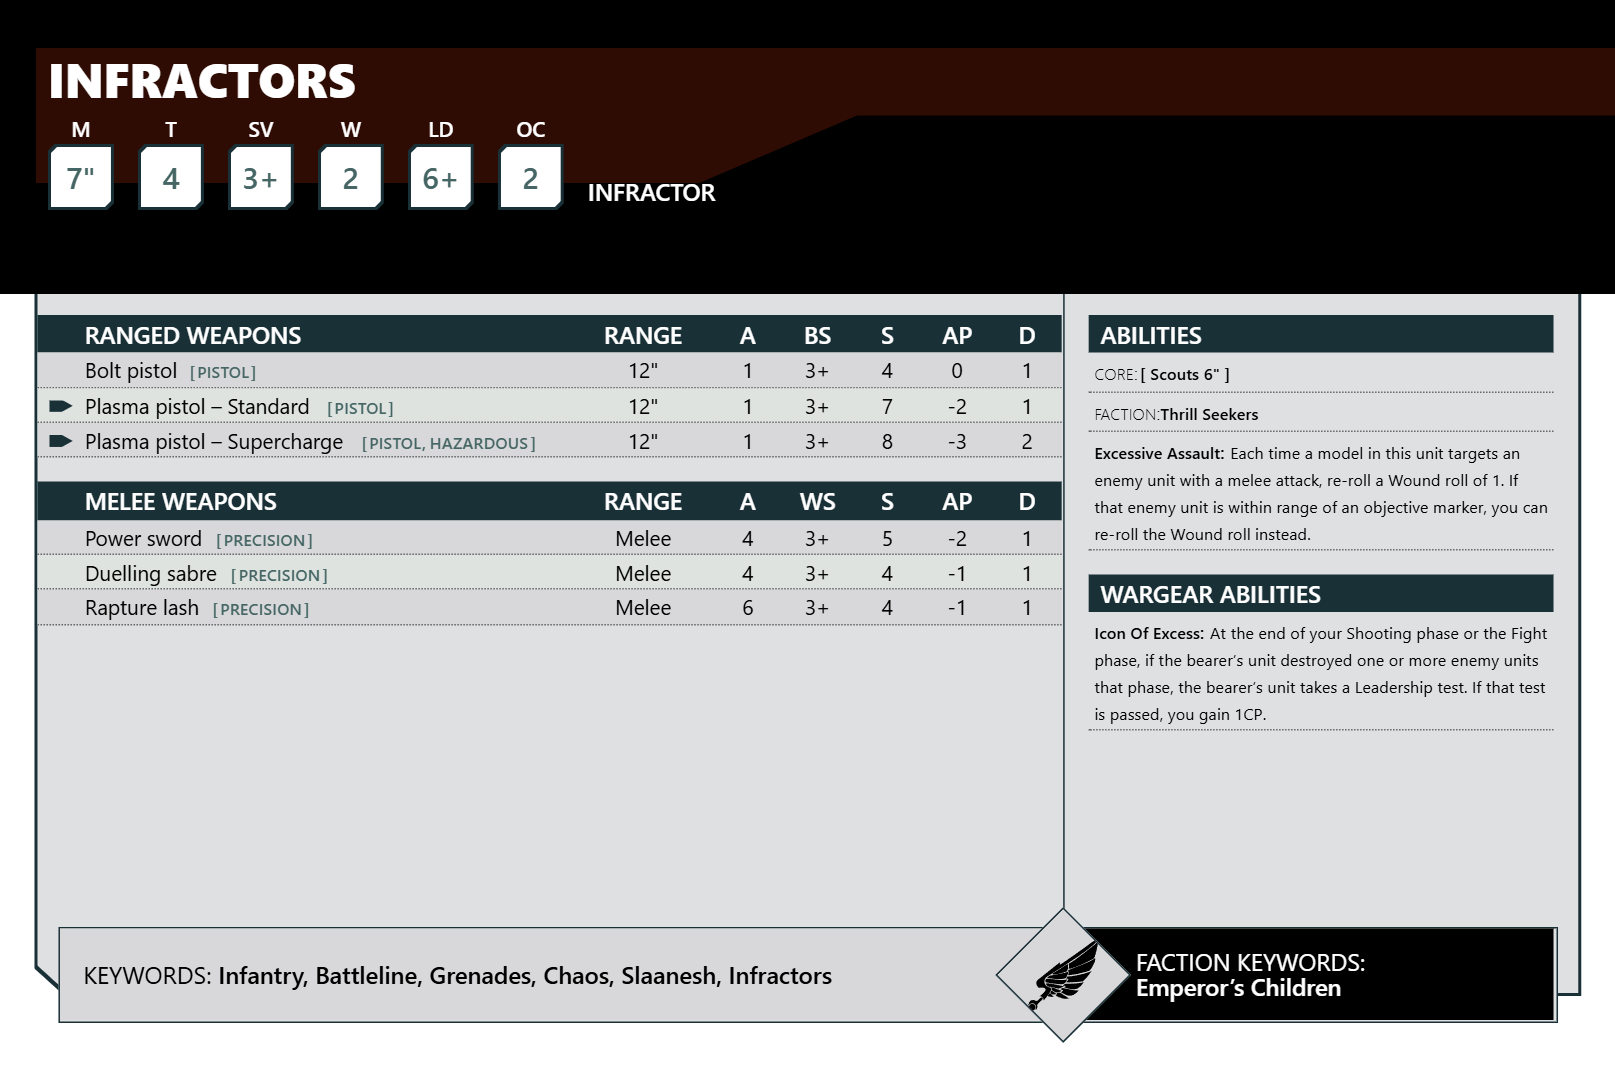 INFRACTORS
M T SV W LD OC
7" 4 3+ 2 6+ 2 INFRACTOR
RANGED WEAPONS RANGE A BS S AP D
Bolt pistol [PISTOL] 12" 1 3+ 4 0 1
Plasma pistol – Standard [PISTOL] 12" 1 3+ 7 -2 1
Plasma pistol – Supercharge [PISTOL, HAZARDOUS] 12" 1 3+ 8 -3 2
MELEE WEAPONS RANGE A WS S AP D
Power sword [PRECISION] Melee 4 3+ 5 -2 1
Duelling sabre [PRECISION] Melee 4 3+ 4 -1 1
Rapture lash [PRECISION] Melee 6 3+ 4 -1 1
ABILITIES
CORE: [ Scouts 6" ]
FACTION: Thrill Seekers
Excessive Assault: Each time a model in this unit targets an
enemy unit with a melee attack, re-roll a Wound roll of 1. If
that enemy unit is within range of an objective marker, you can
re-roll the Wound roll instead.
WARGEAR ABILITIES
Icon Of Excess: At the end of your Shooting phase or the Fight
phase, if the bearer’s unit destroyed one or more enemy units
that phase, the bearer’s unit takes a Leadership test. If that test
is passed, you gain 1CP.
KEYWORDS: Infantry, Battleline, Grenades, Chaos, Slaanesh, Infractors
FACTION KEYWORDS:
Emperor’s Children